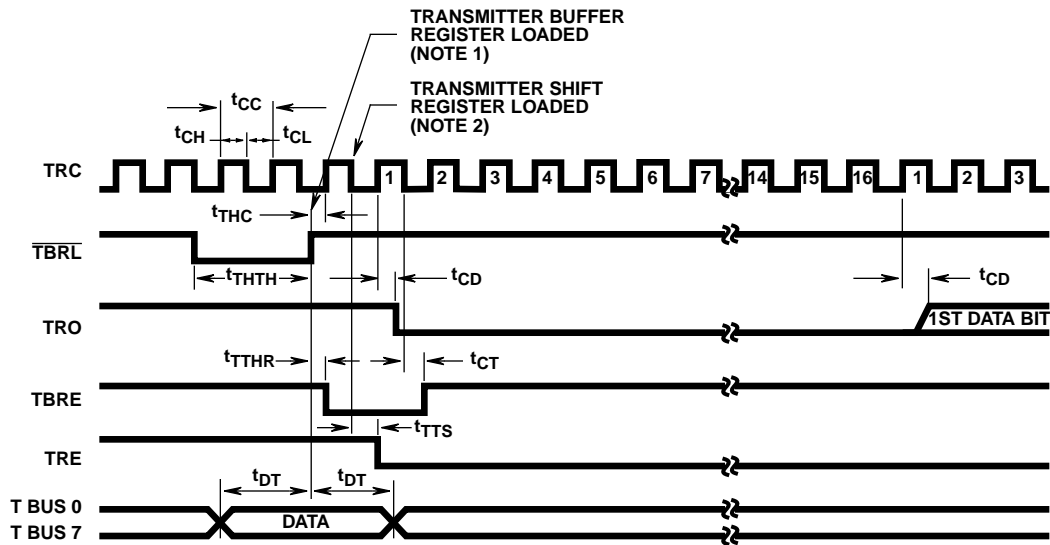 TRANSMITTER BUFFER
REGISTER LOADED
(NOTE 1)
TRANSMITTER SHIFT
REGISTER LOADED
(NOTE 2)
tCC
tCH
tCL
TRC
1
2
3
4
5
6
7
14
15
16
1
2
3
tTHC
TBRL
tTHTH
tCD
tCD
TRO
1ST DATA BIT
tTTHR
tCT
TBRE
tTTS
TRE
tDT
tDT
T BUS 0
DATA
T BUS 7